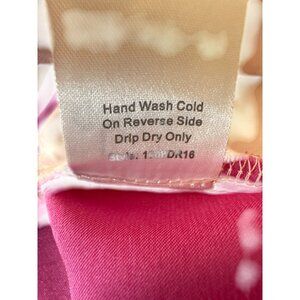 Hand Wash Cold
On Reverse Side
Drip Dry Only